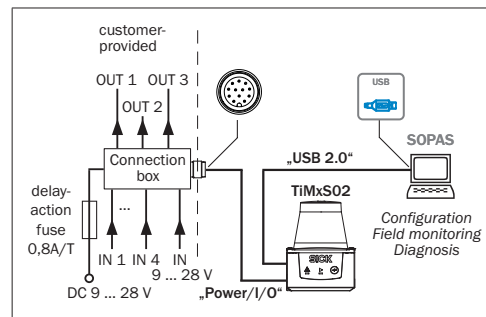 customer-
provided
OUT 1
OUT 3
OUT 2
USB
SOPAS
Connection
box
„USB 2.0“
TiMxS02
delay-
action
fuse
0,8A/T
...
Configuration
Field monitoring
Diagnosis
IN 1
IN 4
IN
9 ... 28 V
SICK
DC 9 ... 28 V
„Power/I/O“